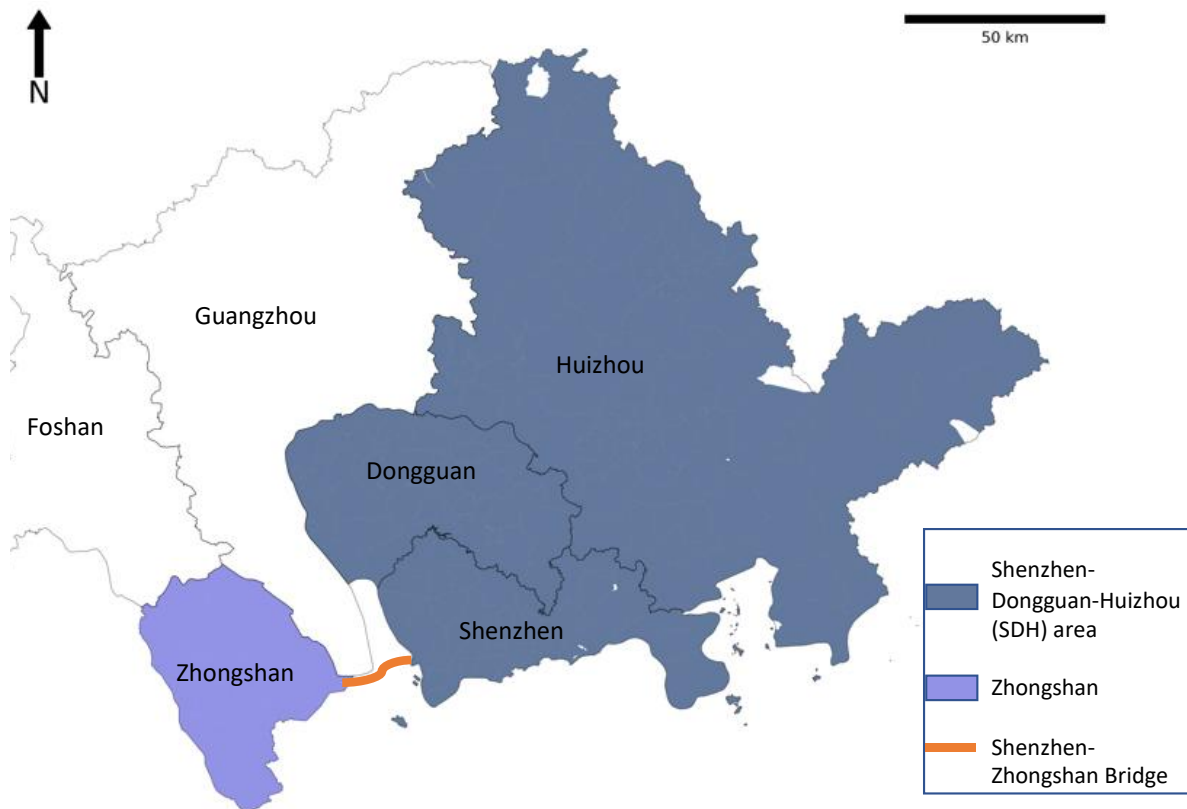 N
50 km
Guangzhou
Huizhou
Foshan
Dongguan
Shenzhen
Zhongshan
Shenzhen-
Dongguan-Huizhou
(SDH) area
Zhongshan
Shenzhen-
Zhongshan Bridge